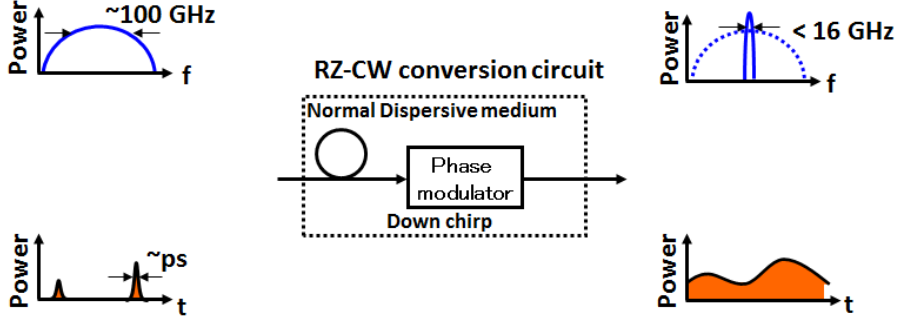 Power
~100 GHz
f
RZ-CW conversion circuit
Normal Dispersive medium
Phase
modulator
Down chirp
Power
< 16 GHz
f
Power
~ps
t
Power
t